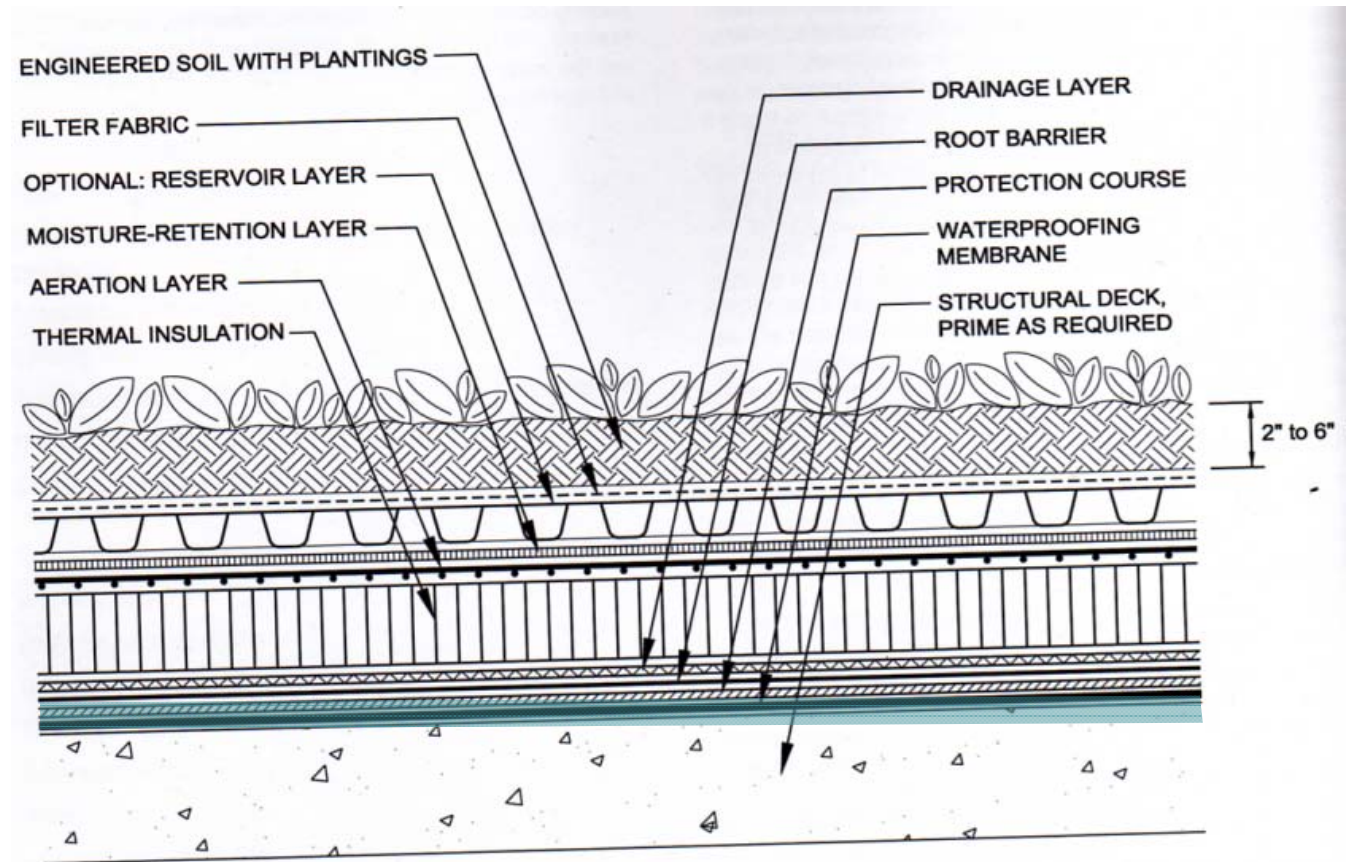 ENGINEERED SOIL WITH PLANTINGS
FILTER FABRIC
OPTIONAL: RESERVOIR LAYER
MOISTURE-RETENTION LAYER
AERATION LAYER
THERMAL INSULATION
DRAINAGE LAYER
ROOT BARRIER
PROTECTION COURSE
WATERPROOFING
MEMBRANE
STRUCTURAL DECK,
PRIME AS REQUIRED
2" to 6"